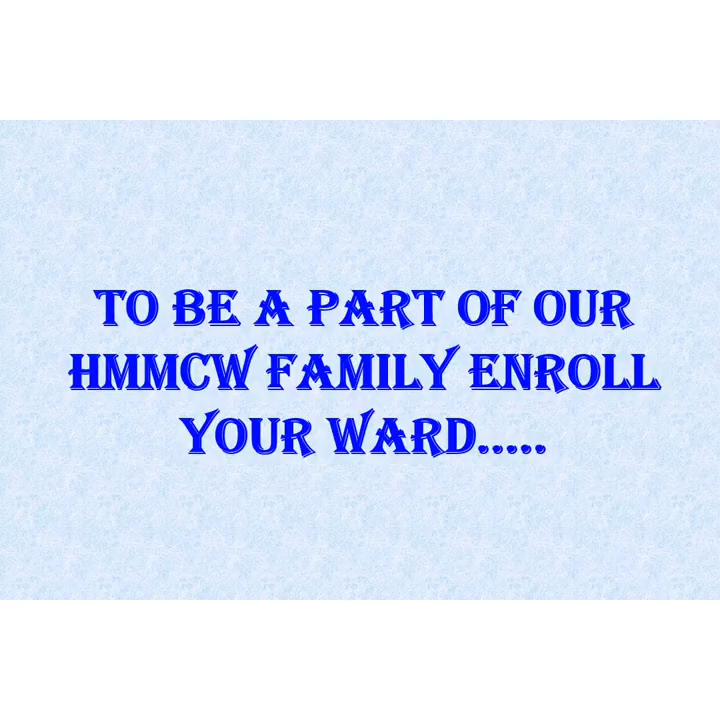 TO BE A PART OF OUR
HMMCW FAMILY ENROLL
YOUR WARD.....